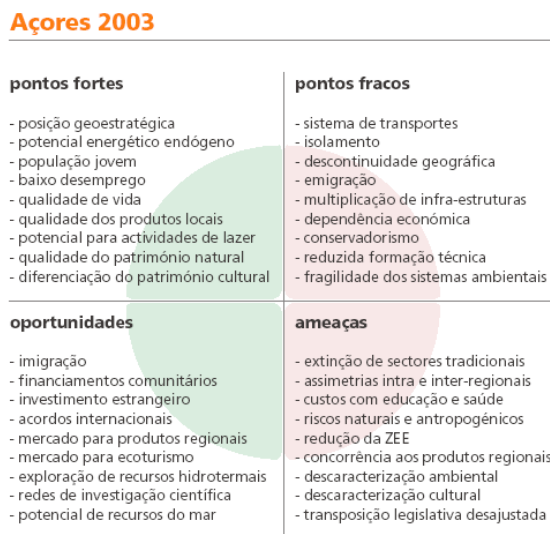 Açores 2003
pontos fortes
- posição geoestratégica
- potencial energético endógeno
- população jovem
- baixo desemprego
- qualidade de vida
- qualidade dos produtos locais
- potencial para actividades de lazer
- qualidade do património natural
- diferenciação do património cultural
pontos fracos
- sistema de transportes
- isolamento
- descontinuidade geográfica
- emigração
- multiplicação de infra-estruturas
- dependência económica
- conservadorismo
- reduzida formação técnica
- fragilidade dos sistemas ambientais
oportunidades
- imigração
- financiamentos comunitários
- investimento estrangeiro
- acordos internacionais
- mercado para produtos regionais
- mercado para ecoturismo
- exploração de recursos hidrotermais
- redes de investigação científica
- potencial de recursos do mar
ameaças
- extinção de sectores tradicionais
- assimetrias intra e inter-regionais
- custos com educação e saúde
- riscos naturais e antropogénicos
- redução da ZEE
- concorrência aos produtos regionais
- descaracterização ambiental
- descaracterização cultural
- transposição legislativa desajustada